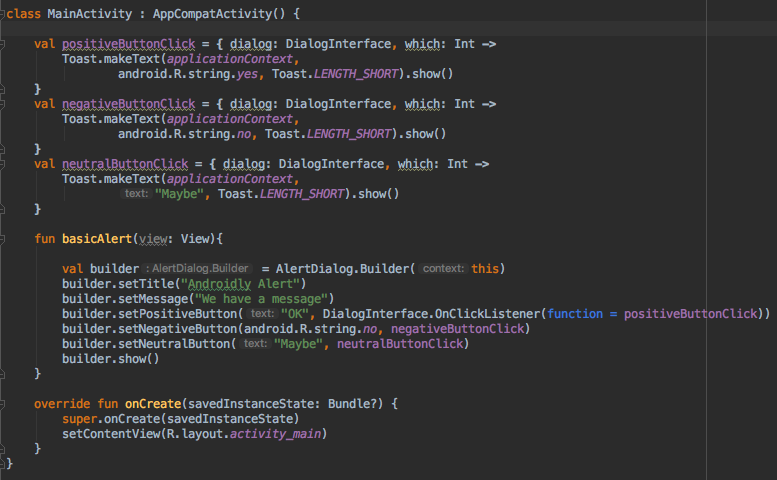 class MainActivity : AppCompatActivity() {
val positiveButtonClick = { dialog: DialogInterface, which: Int ->
Toast.makeText(applicationContext,
android.R.string.yes, Toast.LENGTH_SHORT).show()
}
val negativeButtonClick = { dialog: DialogInterface, which: Int ->
Toast.makeText(applicationContext,
android.R.string.no, Toast.LENGTH_SHORT).show()
}
val neutralButtonClick = { dialog: DialogInterface, which: Int ->
Toast.makeText(applicationContext,
text: "Maybe", Toast.LENGTH_SHORT).show()
}
fun basicAlert(view: View){
val builder : AlertDialog.Builder = AlertDialog.Builder( context: this)
builder.setTitle("Androidly Alert")
builder.setMessage("We have a message")
builder.setPositiveButton( text: "OK", DialogInterface.OnClickListener(function = positiveButtonClick))
builder.setNegativeButton(android.R.string.no, negativeButtonClick)
builder.setNeutralButton( text: "Maybe", neutralButtonClick)
builder.show()
}
override fun onCreate(savedInstanceState: Bundle?) {
super.onCreate(savedInstanceState)
setContentView(R.layout.activity_main)
}
}